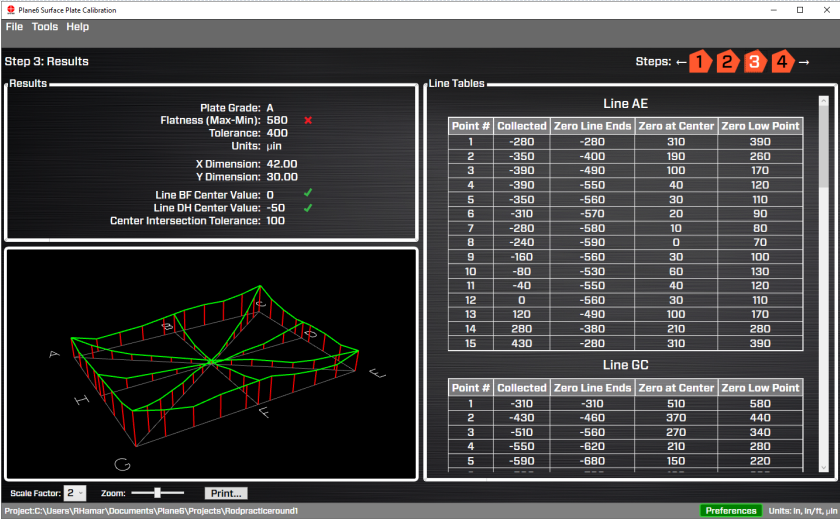 Plane6 Surface Plate Calibration
File Tools Help
Step 3: Results
Steps: ← 1 2 3 4 →
Results
Plate Grade: A
Flatness (Max-Min): 580
Tolerance: 400
Units: µin
X Dimension: 42.00
Y Dimension: 30.00
Line BF Center Value: 0
Line DH Center Value: -50
Center Intersection Tolerance: 100
A
B
C
D
E
F
G
H
Line Tables
Line AE
Point # Collected Zero Line Ends Zero at Center Zero Low Point
1 -280 -280 310 390
2 -350 -400 190 260
3 -390 -490 100 170
4 -390 -550 40 120
5 -350 -560 30 110
6 -310 -570 20 90
7 -280 -580 10 80
8 -240 -590 0 70
9 -160 -560 30 100
10 -80 -530 60 130
11 -40 -550 40 120
12 0 -560 30 110
13 120 -490 100 170
14 280 -380 210 280
15 430 -280 310 390
Line GC
Point # Collected Zero Line Ends Zero at Center Zero Low Point
1 -310 -310 510 580
2 -430 -460 370 440
3 -510 -560 270 340
4 -550 -620 210 280
5 -590 -680 150 220
Scale Factor: 2 Zoom: Print...
Project:C:\Users\RHamar\Documents\Plane6\Projects\Rodpracticeround1 Preferences Units: in, in/ft, µin